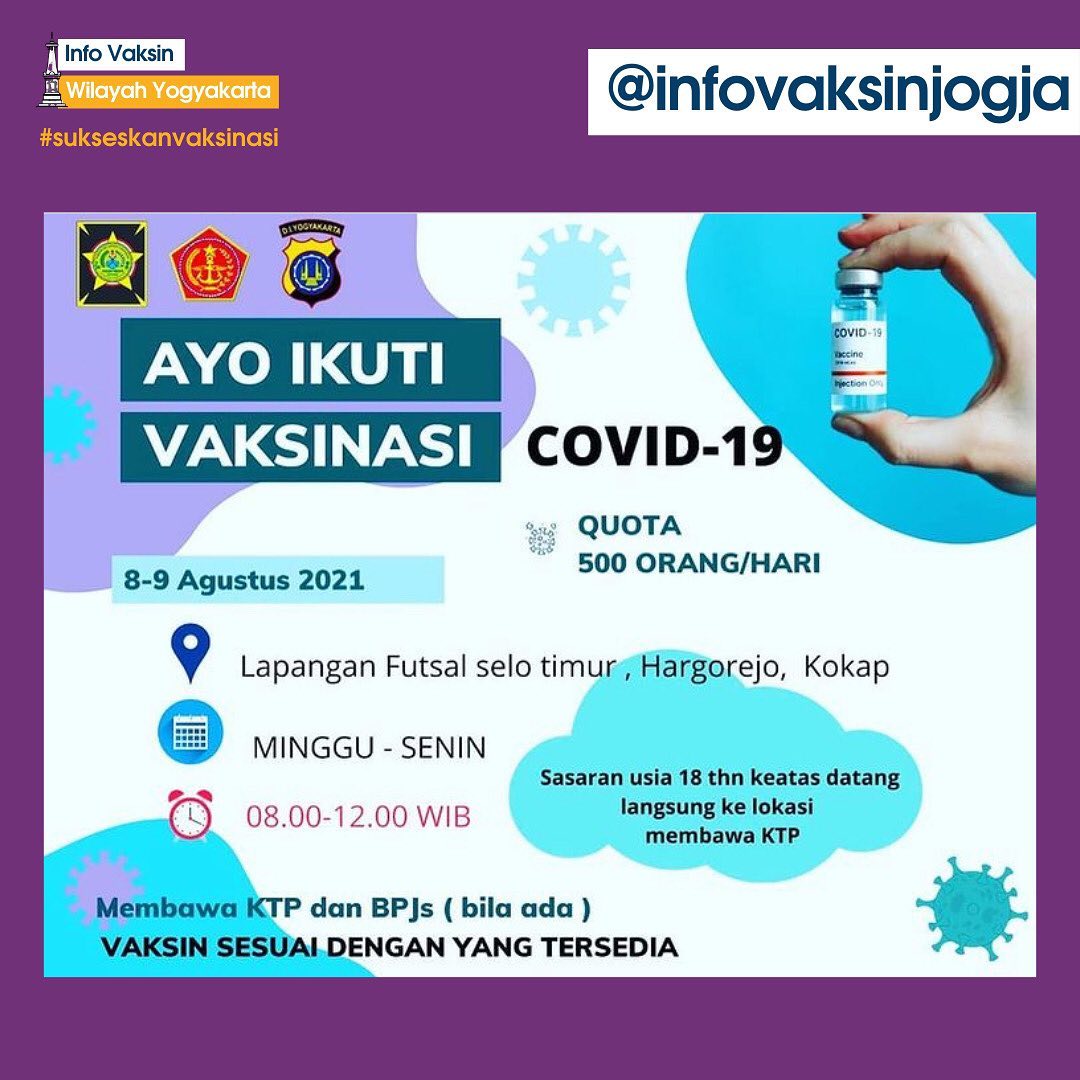 Info Vaksin
Wilayah Yogyakarta
#sukseskanvaksinasi
@infovaksinjogja
D.I YOGYAKARTA
AYO IKUTI
VAKSINASI
COVID-19
COVID-19
Vaccine
Injection Only
QUOTA
500 ORANG/HARI
8-9 Agustus 2021
Lapangan Futsal selo timur , Hargorejo, Kokap
MINGGU - SENIN
08.00-12.00 WIB
Sasaran usia 18 thn keatas datang
langsung ke lokasi
membawa KTP
Membawa KTP dan BPJs ( bila ada )
VAKSIN SESUAI DENGAN YANG TERSEDIA